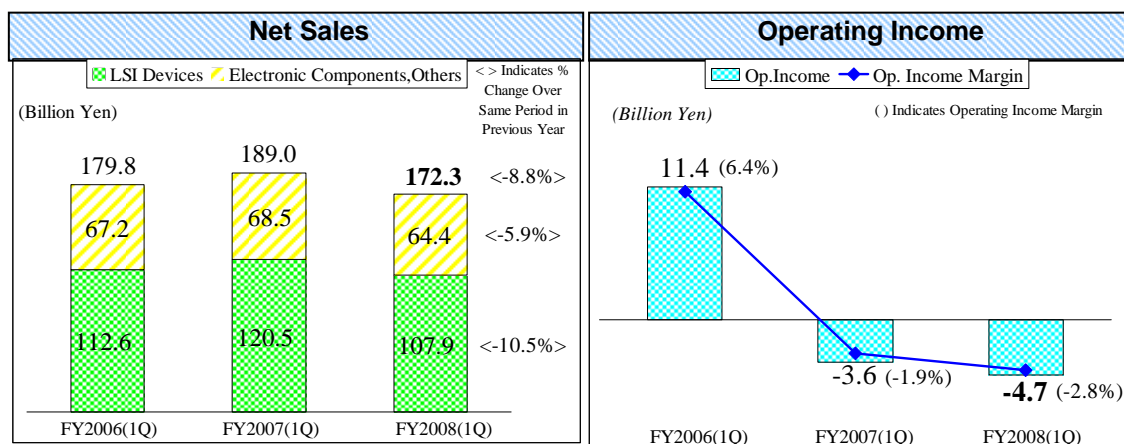 Net Sales
LSI Devices
Electronic Components,Others
< > Indicates %
Change Over
Same Period in
Previous Year
(Billion Yen)
179.8
189.0
172.3
<-8.8%>
67.2
68.5
64.4
<-5.9%>
112.6
120.5
107.9
<-10.5%>
FY2006(1Q)
FY2007(1Q)
FY2008(1Q)
Operating Income
Op.Income
Op. Income Margin
(Billion Yen)
( ) Indicates Operating Income Margin
11.4 (6.4%)
-3.6 (-1.9%)
-4.7 (-2.8%)
FY2006(1Q)
FY2007(1Q)
FY2008(1Q)